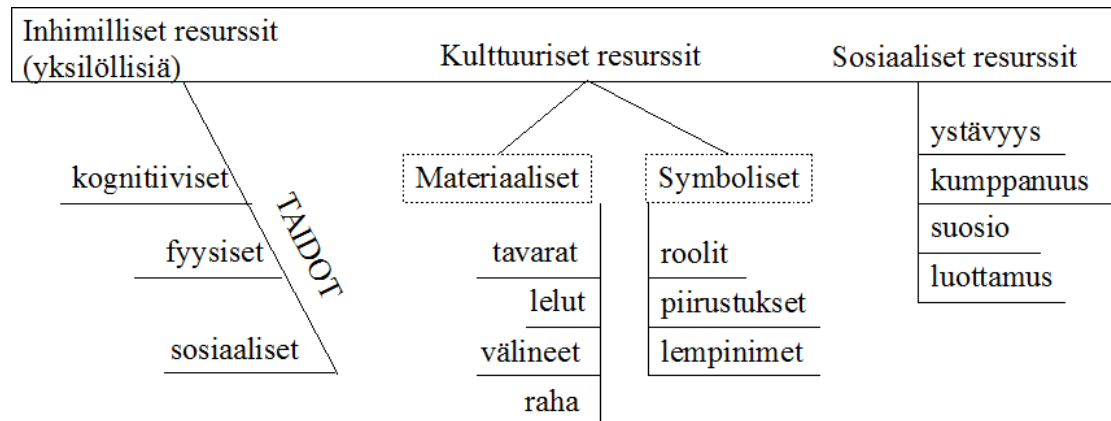 Inhimilliset resurssit
(yksilöllisiä)
Kulttuuriset resurssit
Sosiaaliset resurssit
kognitiiviset
fyysiset
sosiaaliset
TAIDOT
Materiaaliset
tavarat
lelut
välineet
raha
Symboliset
roolit
piirustukset
lempinimet
ystävyys
kumppanuus
suosio
luottamus